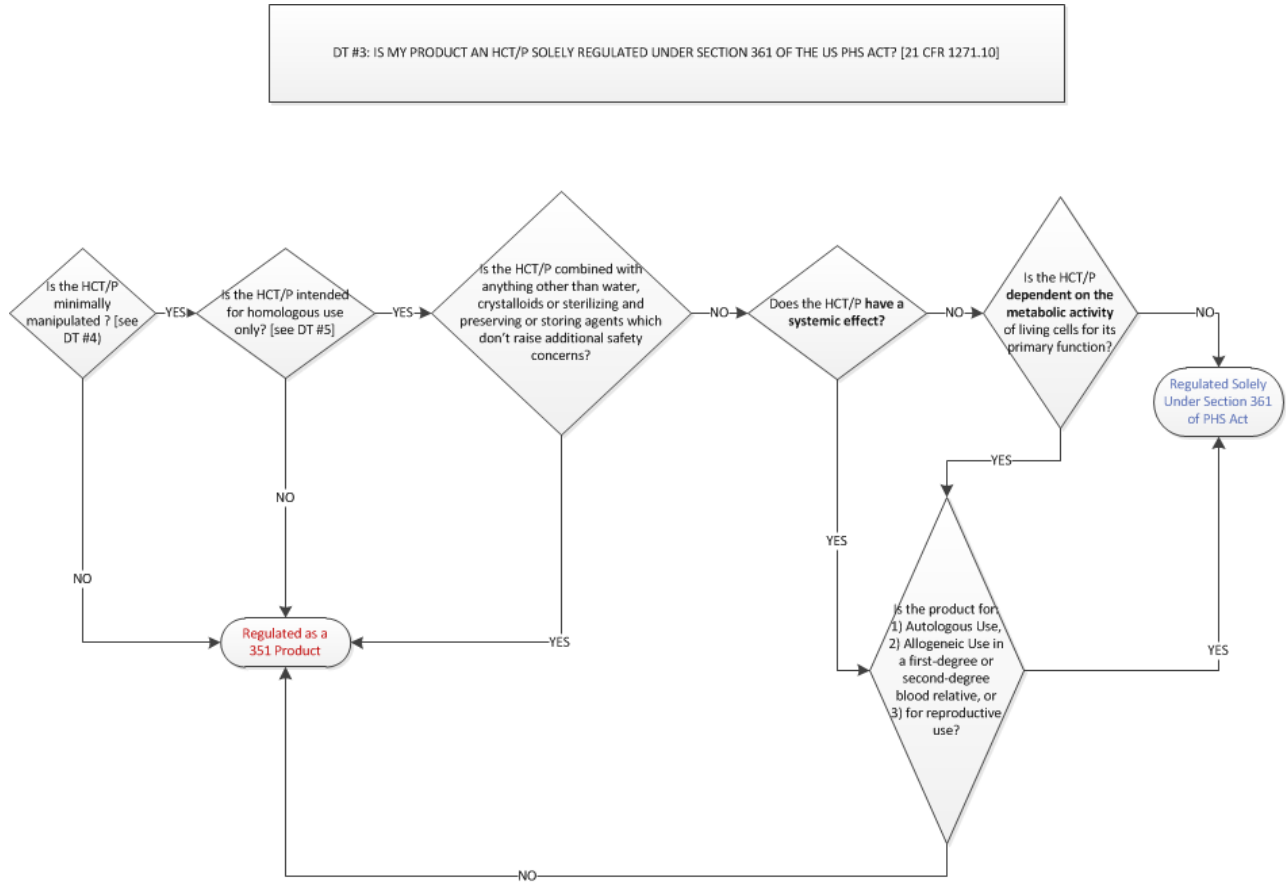 DT #3: IS MY PRODUCT AN HCT/P SOLELY REGULATED UNDER SECTION 361 OF THE US PHS ACT? [21 CFR 1271.10]
Is the HCT/P
minimally
manipulated ? [see
DT #4)
YES
Is the HCT/P intended
for homologous use
only? [see DT #5]
YES
Is the HCT/P combined with
anything other than water,
crystalloids or sterilizing and
preserving or storing agents which
don't raise additional safety
concerns?
NO
Does the HCT/P have a
systemic effect?
NO
Is the HCT/P
dependent on the
metabolic activity
of living cells for its
primary function?
NO
Regulated Solely
Under Section 361
of PHS Act
YES
NO
YES
NO
Is the product for:
1) Autologous Use,
2) Allogeneic Use in
a first-degree or
second-degree
blood relative, or
3) for reproductive
use?
Regulated as a
351 Product
YES
YES
NO